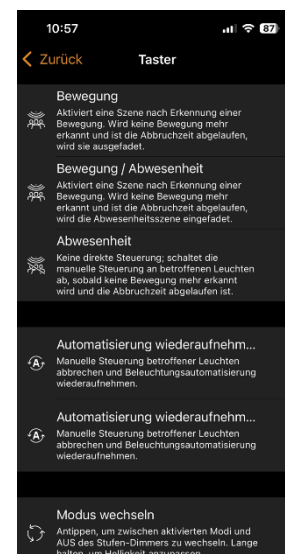 10:57
87
Zurück
Taster
Bewegung
Aktiviert eine Szene nach Erkennung einer
Bewegung. Wird keine Bewegung mehr
erkannt und ist die Abbruchzeit abgelaufen,
wird sie ausgefadet.
Bewegung / Abwesenheit
Aktiviert eine Szene nach Erkennung einer
Bewegung. Wird keine Bewegung mehr
erkannt und ist die Abbruchzeit abgelaufen,
wird die Abwesenheitsszene eingefadet.
Abwesenheit
Keine direkte Steuerung; schaltet die
manuelle Steuerung an betroffenen Leuchten
ab, sobald keine Bewegung mehr erkannt
wird und die Abbruchzeit abgelaufen ist.
Automatisierung wiederaufnehm...
A
Manuelle Steuerung betroffener Leuchten
abbrechen und Beleuchtungsautomatisierung
wiederaufnehmen.
Automatisierung wiederaufnehm...
A
Manuelle Steuerung betroffener Leuchten
abbrechen und Beleuchtungsautomatisierung
wiederaufnehmen.
Modus wechseln
Antippen, um zwischen aktivierten Modi und
AUS des Stufen-Dimmers zu wechseln. Lange
halten, um Helligkeit anzupassen.